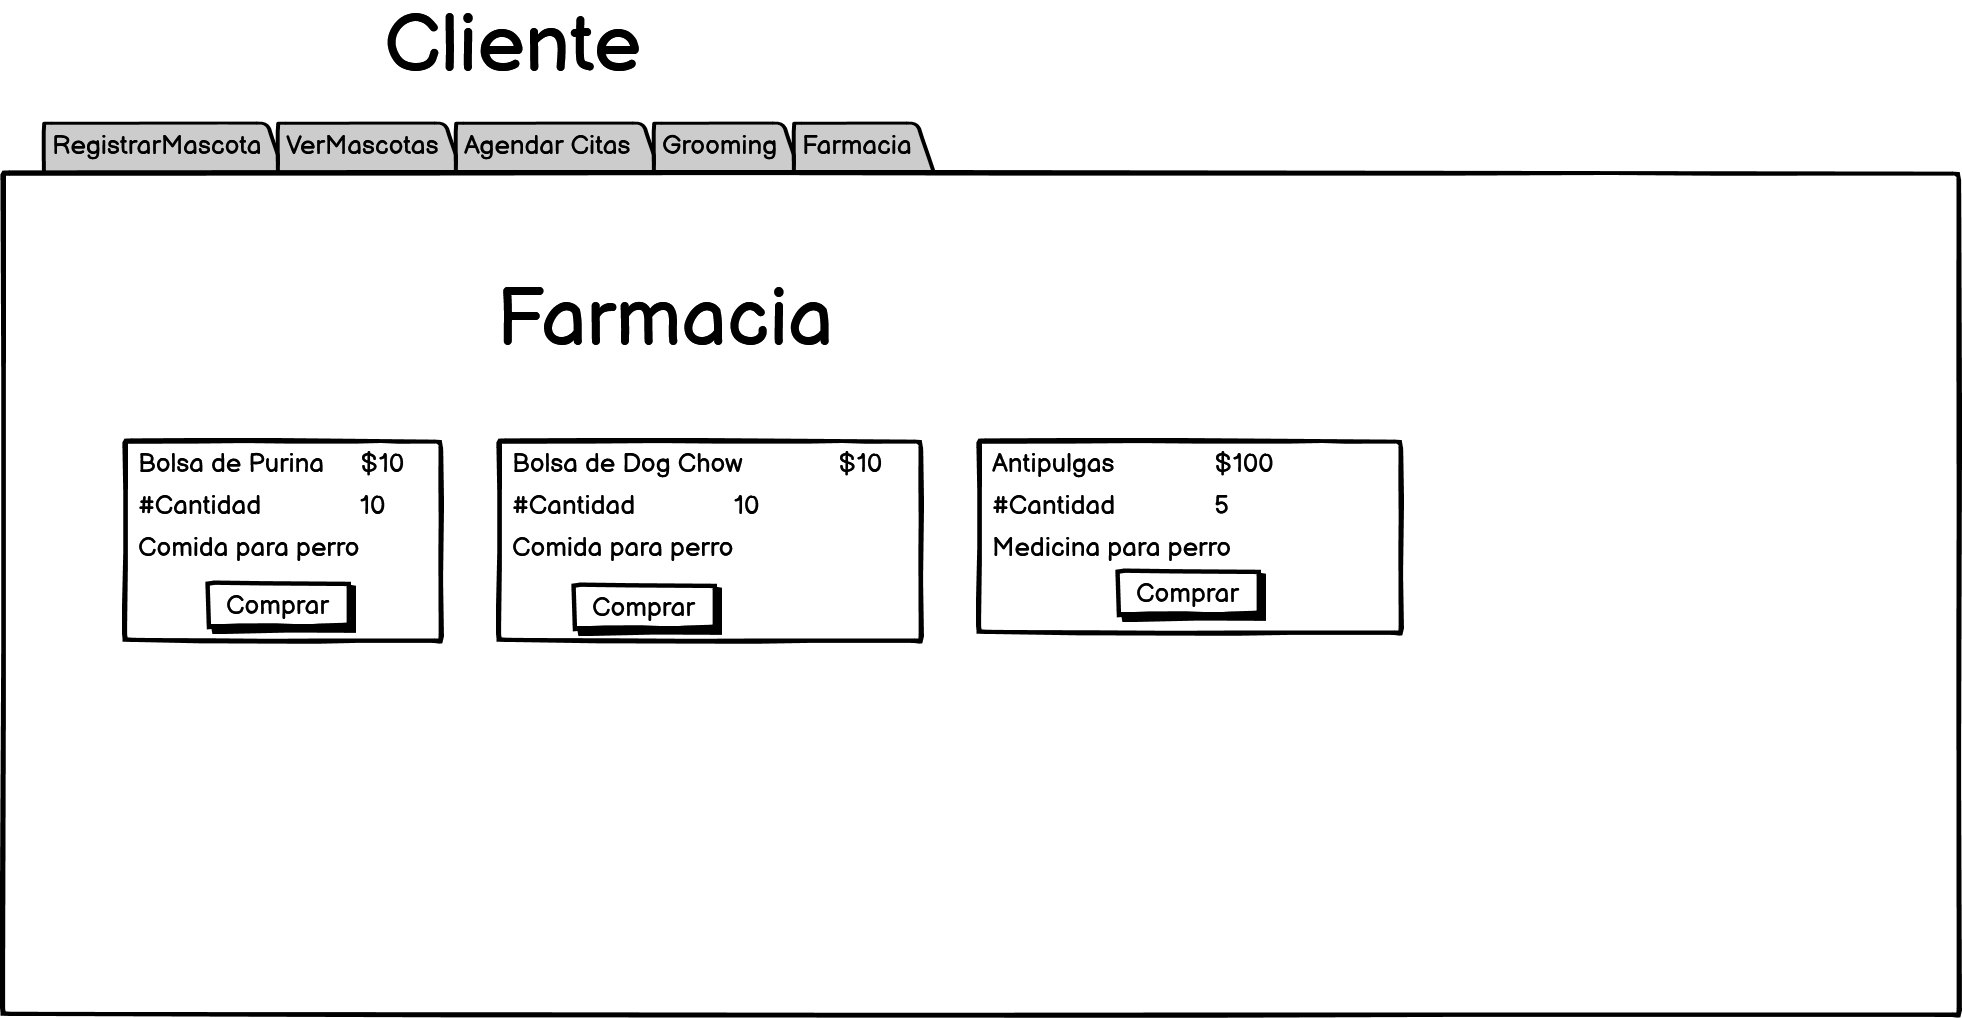 Cliente
RegistrarMascota VerMascotas Agendar Citas Grooming Farmacia
Farmacia
Bolsa de Purina $10
#Cantidad 10
Comida para perro
Comprar
Bolsa de Dog Chow $10
#Cantidad 10
Comida para perro
Comprar
Antipulgas $100
#Cantidad 5
Medicina para perro
Comprar